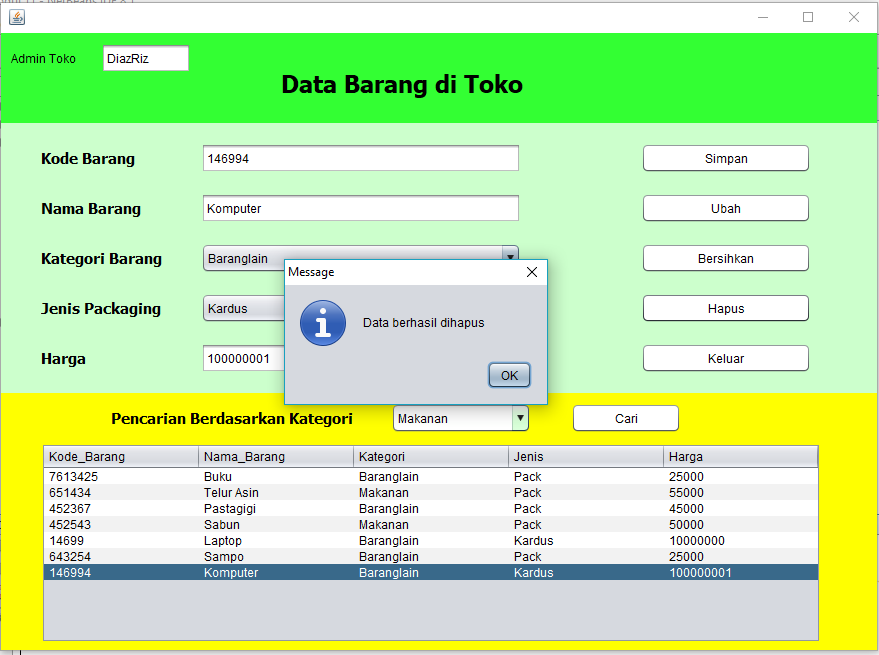 Admin Toko DiazRiz
Data Barang di Toko
Kode Barang 146994 Simpan
Nama Barang Komputer Ubah
Kategori Barang Baranglain Bersihkan
Message
Jenis Packaging Kardus Hapus
Data berhasil dihapus
Harga 100000001 Keluar
OK
Pencarian Berdasarkan Kategori Makanan Cari
Kode_Barang Nama_Barang Kategori Jenis Harga
7613425 Buku Baranglain Pack 25000
651434 Telur Asin Makanan Pack 55000
452367 Pastagigi Baranglain Pack 45000
452543 Sabun Makanan Pack 50000
14699 Laptop Baranglain Kardus 10000000
643254 Sampo Baranglain Pack 25000
146994 Komputer Baranglain Kardus 100000001